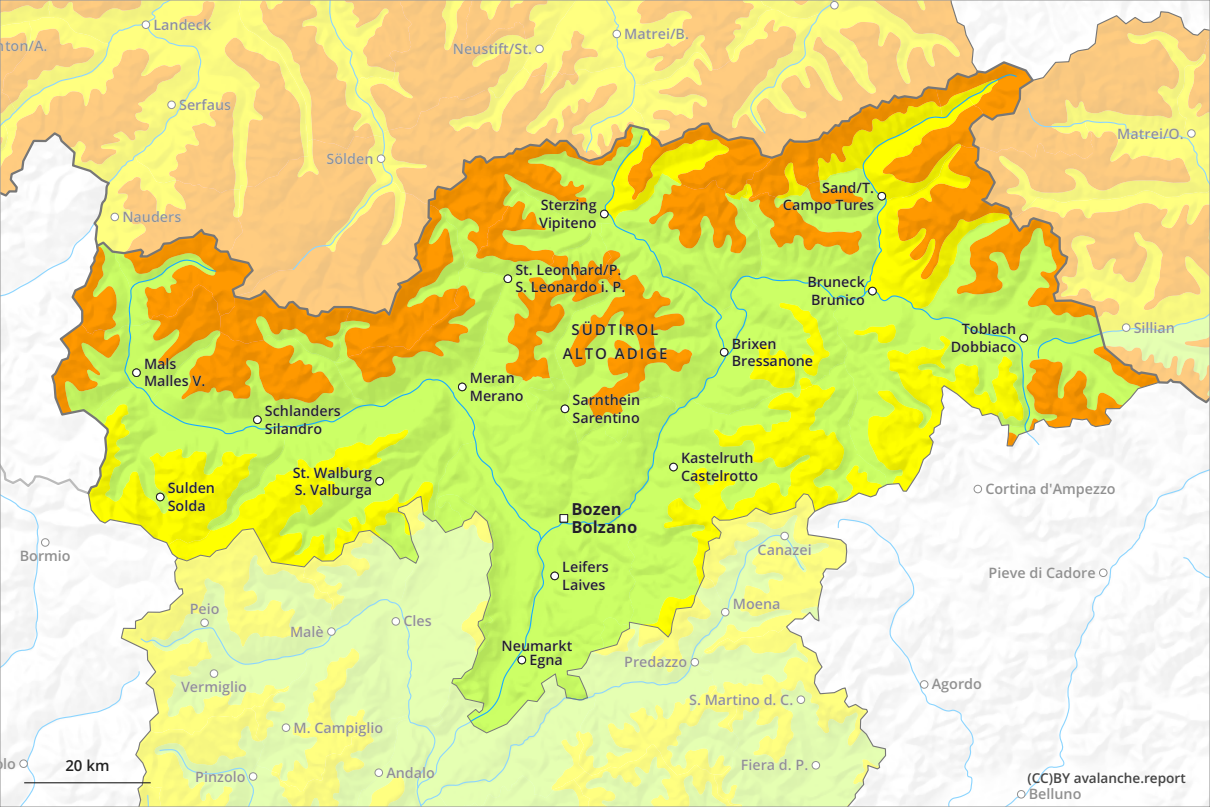 Landeck
nton/A.
Neustift/St.
Matrei/B.
Serfaus
Matrei/O.
Sölden
Sand/T.
Campo Tures
Sterzing
Vipiteno
Nauders
St. Leonhard/P.
S. Leonardo i. P.
Bruneck
Brunico
SÜDTIROL
ALTO ADIGE
Toblach
Dobbiaco
Sillian
Brixen
Bressanone
Mals
Malles V.
Meran
Merano
Sarnthein
Sarentino
Schlanders
Silandro
Kastelruth
Castelrotto
St. Walburg
S. Valburga
Sulden
Solda
Cortina d'Ampezzo
Bozen
Bolzano
Bormio
Canazei
Leifers
Laives
Pieve di Cadore
Peio
Moena
Cles
Malè
Neumarkt
Egna
Predazzo
Vermiglio
Agordo
S. Martino d. C.
M. Campiglio
20 km
olo
Pinzolo
Andalo
Fiera d. P.
(CC)BY avalanche.report
Belluno